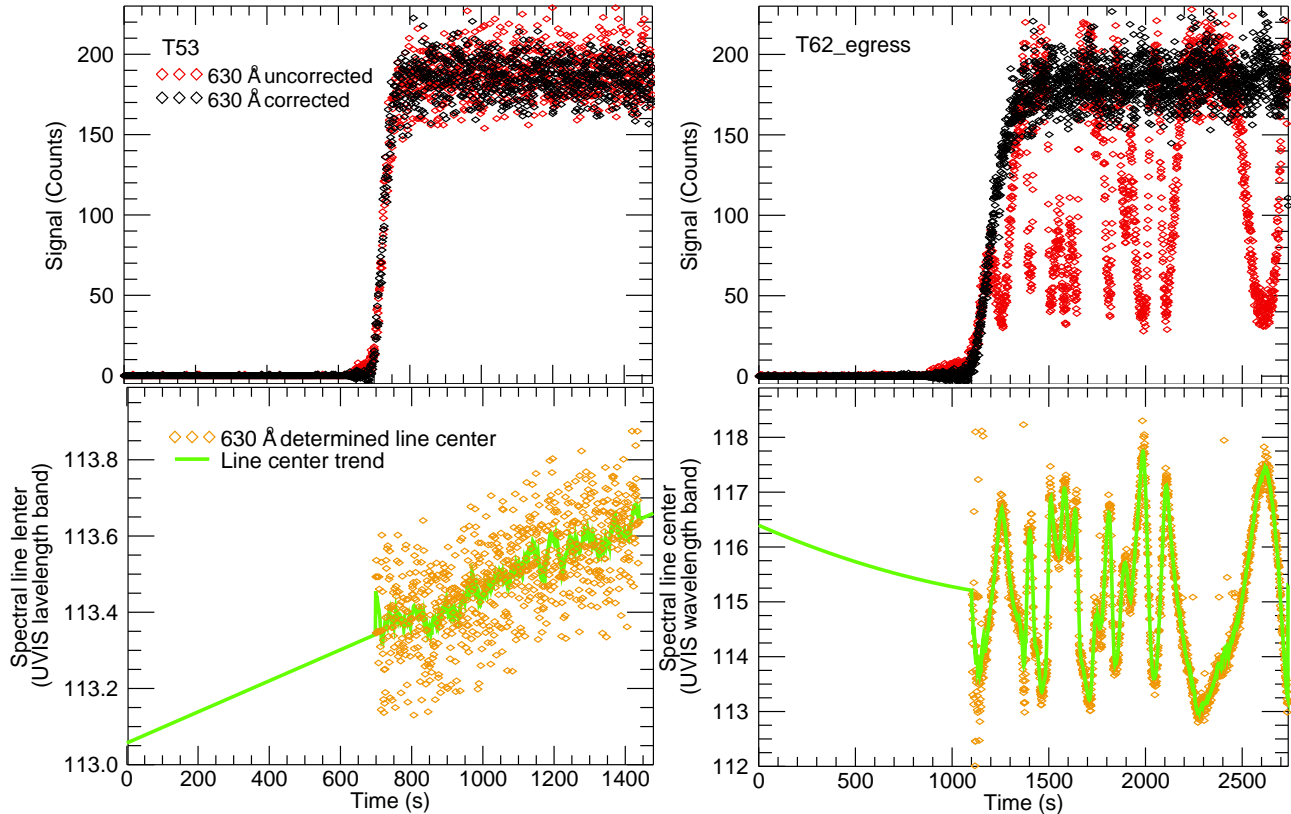 T53
630 Å uncorrected
630 Å corrected
Signal (Counts)
200
150
100
50
0
T62_egress
Signal (Counts)
200
150
100
50
0
630 Å determined line center
Line center trend
Spectral line lenter
(UVIS lavelength band)
113.8
113.6
113.4
113.2
113.0
0 200 400 600 800 1000 1200 1400
Time (s)
Spectral line center
(UVIS wavelength band)
118
117
116
115
114
113
112
0 500 1000 1500 2000 2500
Time (s)